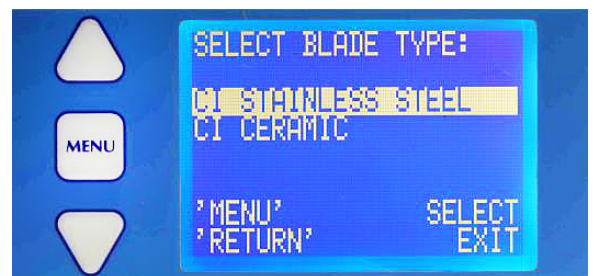 SELECT BLADE TYPE:
CI STAINLESS STEEL
CI CERAMIC
MENU
'MENU' SELECT
'RETURN' EXIT